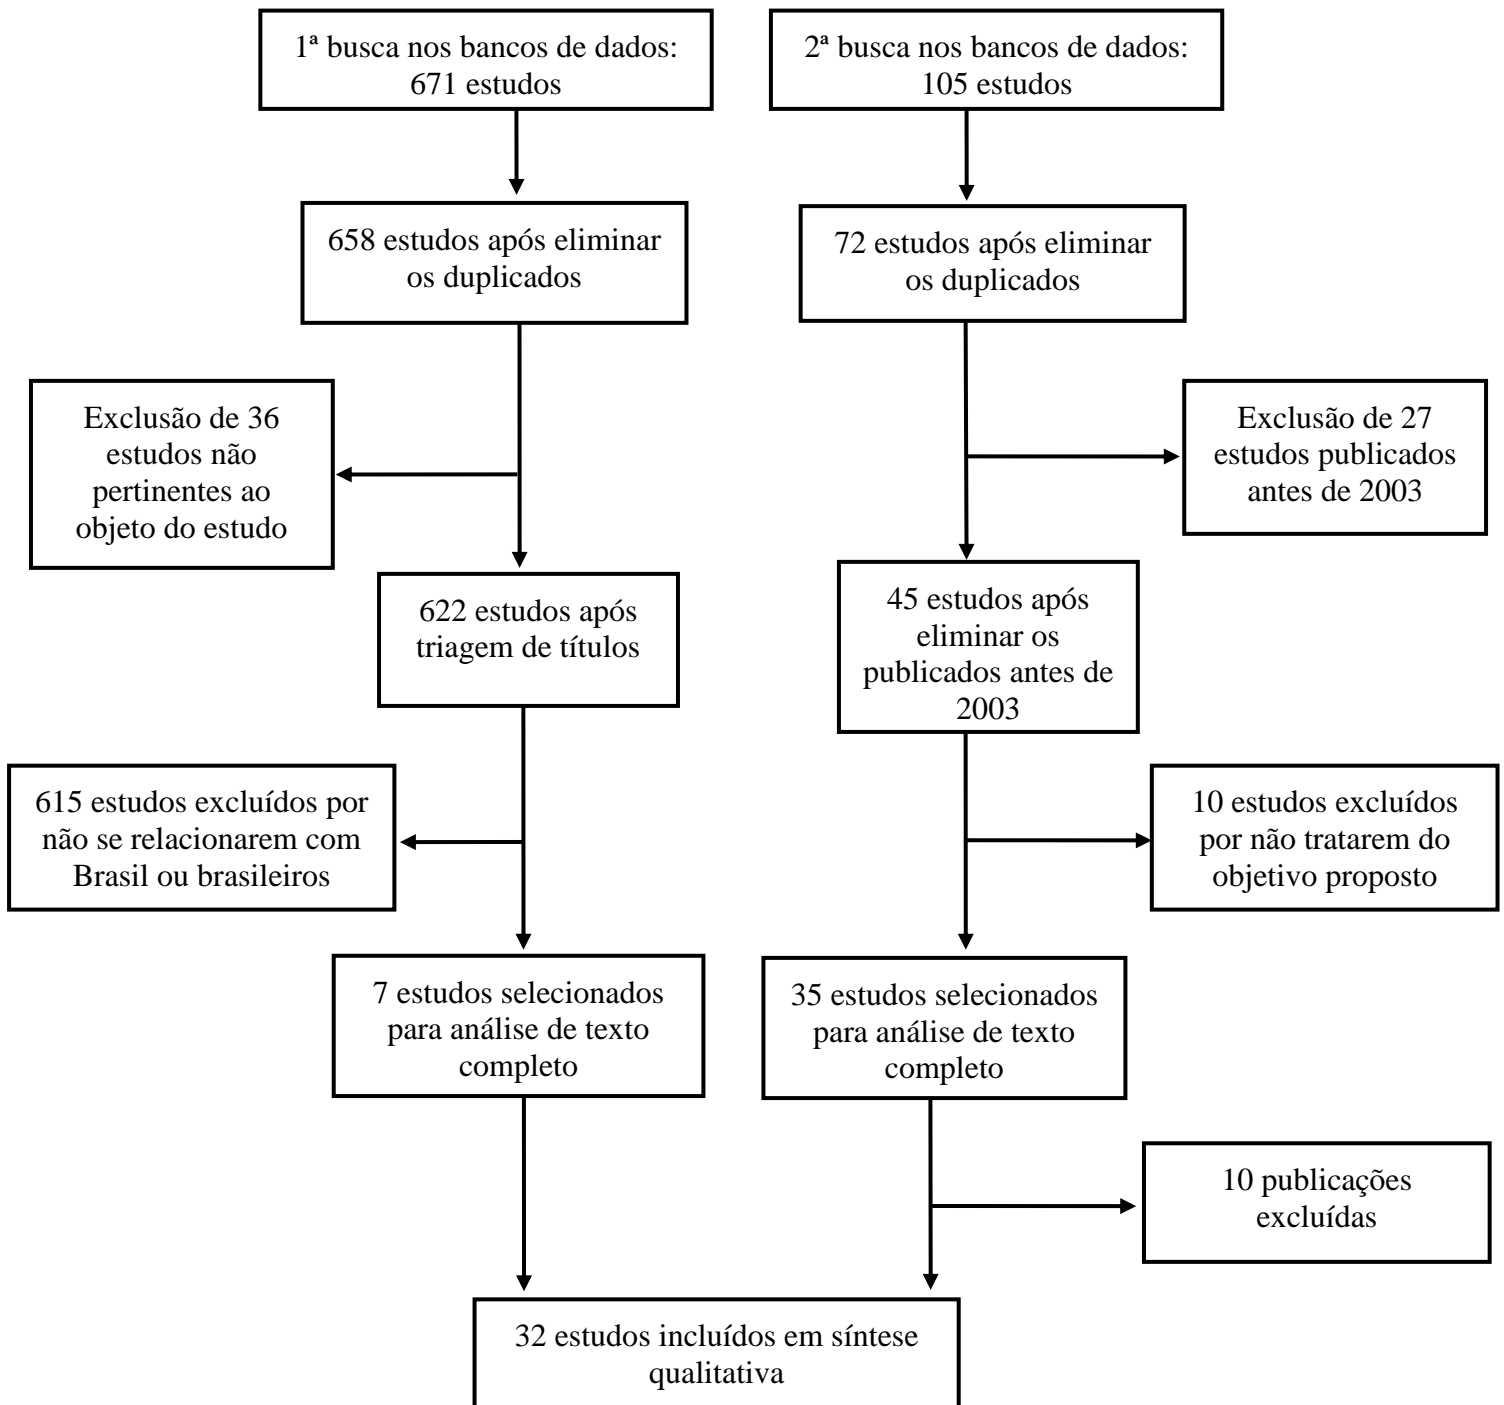 1ª busca nos bancos de dados:
671 estudos
2ª busca nos bancos de dados:
105 estudos
658 estudos após eliminar
os duplicados
72 estudos após eliminar
os duplicados
Exclusão de 36
estudos não
pertinentes ao
objeto do estudo
Exclusão de 27
estudos publicados
antes de 2003
622 estudos após
triagem de títulos
45 estudos após
eliminar os
publicados antes de
2003
615 estudos excluídos por
não se relacionarem com
Brasil ou brasileiros
10 estudos excluídos
por não tratarem do
objetivo proposto
7 estudos selecionados
para análise de texto
completo
35 estudos selecionados
para análise de texto
completo
10 publicações
excluídas
32 estudos incluídos em síntese
qualitativa